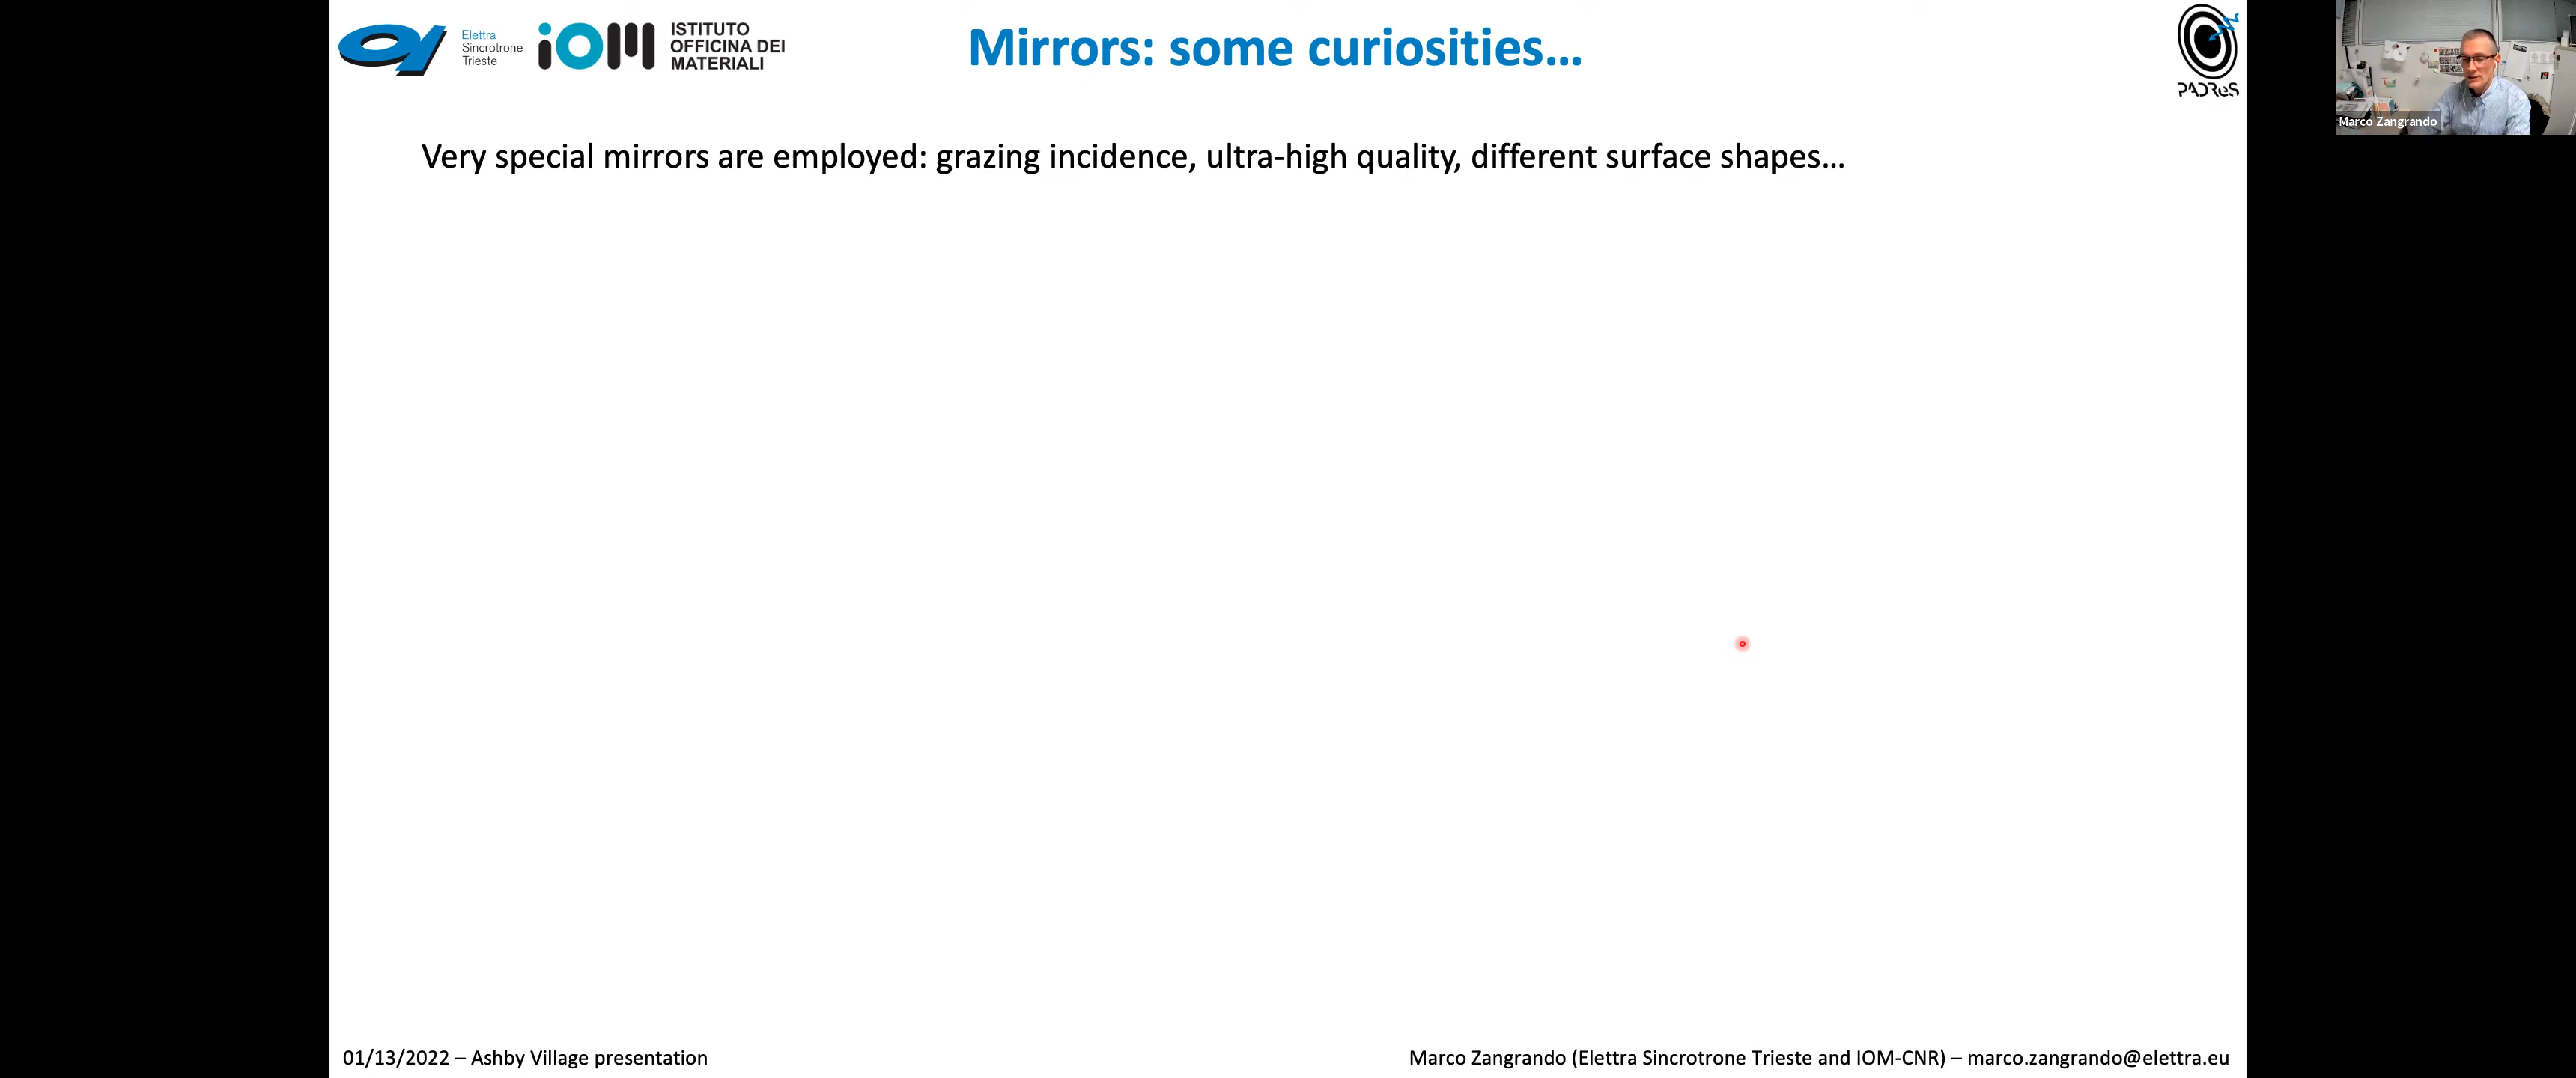 Elettra
Sincrotrone
Trieste
iOM
ISTITUTO
OFFICINA DEI
MATERIALI
Mirrors: some curiosities...
PADReS
Marco Zangrando
Very special mirrors are employed: grazing incidence, ultra-high quality, different surface shapes...
01/13/2022 – Ashby Village presentation
Marco Zangrando (Elettra Sincrotrone Trieste and IOM-CNR) – marco.zangrando@elettra.eu